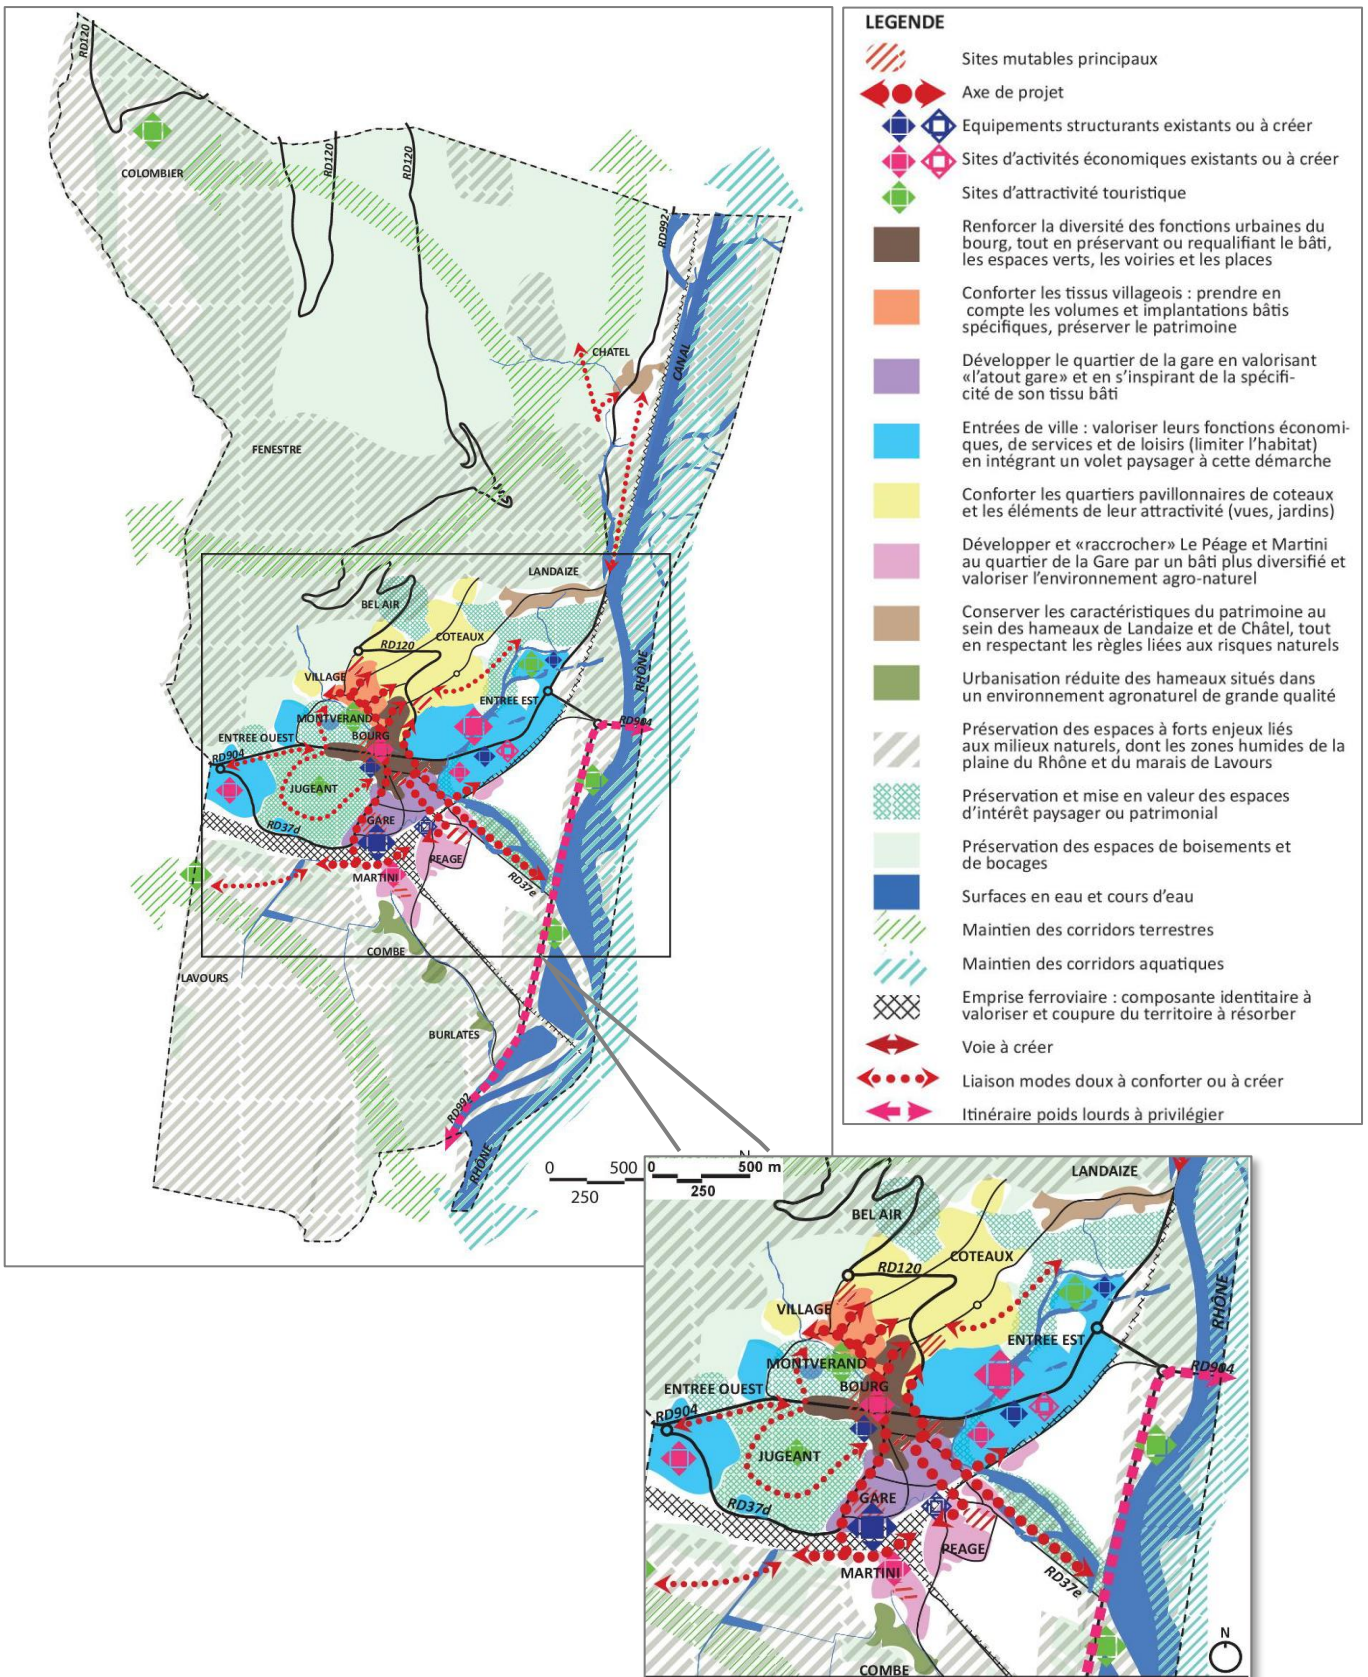 RD120
COLOMBIER
RD120
RD120
RD992
CHATEL
CANAL
FENESTRE
LANDAIZE
BEL AIR
COTEAUX
RD120
VILLAGE
RHÔNE
ENTREE EST
MONTVERAND
RD904
ENTREE OUEST
BOURG
RD904
JUGEANT
GARE
RD37d
PEAGE
MARTINI
RD37e
COMBE
LAVOURS
BURLATES
RD992
RHÔNE
N
0 500
250
LEGENDE
Sites mutables principaux
Axe de projet
Equipements structurants existants ou à créer
Sites d'activités économiques existants ou à créer
Sites d'attractivité touristique
Renforcer la diversité des fonctions urbaines du
bourg, tout en préservant ou requalifiant le bâti,
les espaces verts, les voiries et les places
Conforter les tissus villageois : prendre en
compte les volumes et implantations bâtis
spécifiques, préserver le patrimoine
Développer le quartier de la gare en valorisant
«l'atout gare» et en s'inspirant de la spécifi-
cité de son tissu bâti
Entrées de ville : valoriser leurs fonctions économi-
ques, de services et de loisirs (limiter l'habitat)
en intégrant un volet paysager à cette démarche
Conforter les quartiers pavillonnaires de coteaux
et les éléments de leur attractivité (vues, jardins)
Développer et «raccrocher» Le Péage et Martini
au quartier de la Gare par un bâti plus diversifié et
valoriser l'environnement agro-naturel
Conserver les caractéristiques du patrimoine au
sein des hameaux de Landaize et de Châtel, tout
en respectant les règles liées aux risques naturels
Urbanisation réduite des hameaux situés dans
un environnement agronaturel de grande qualité
Préservation des espaces à forts enjeux liés
aux milieux naturels, dont les zones humides de la
plaine du Rhône et du marais de Lavours
Préservation et mise en valeur des espaces
d'intérêt paysager ou patrimonial
Préservation des espaces de boisements et
de bocages
Surfaces en eau et cours d'eau
Maintien des corridors terrestres
Maintien des corridors aquatiques
Emprise ferroviaire : composante identitaire à
valoriser et coupure du territoire à résorber
Voie à créer
Liaison modes doux à conforter ou à créer
Itinéraire poids lourds à privilégier
0 500 m
250
LANDAIZE
BEL AIR
COTEAUX
RD120
VILLAGE
RHÔNE
ENTREE EST
MONTVERAND
RD904
BOURG
ENTREE OUEST
RD904
JUGEANT
GARE
RD37d
PEAGE
MARTINI
RD37e
N
COMBE